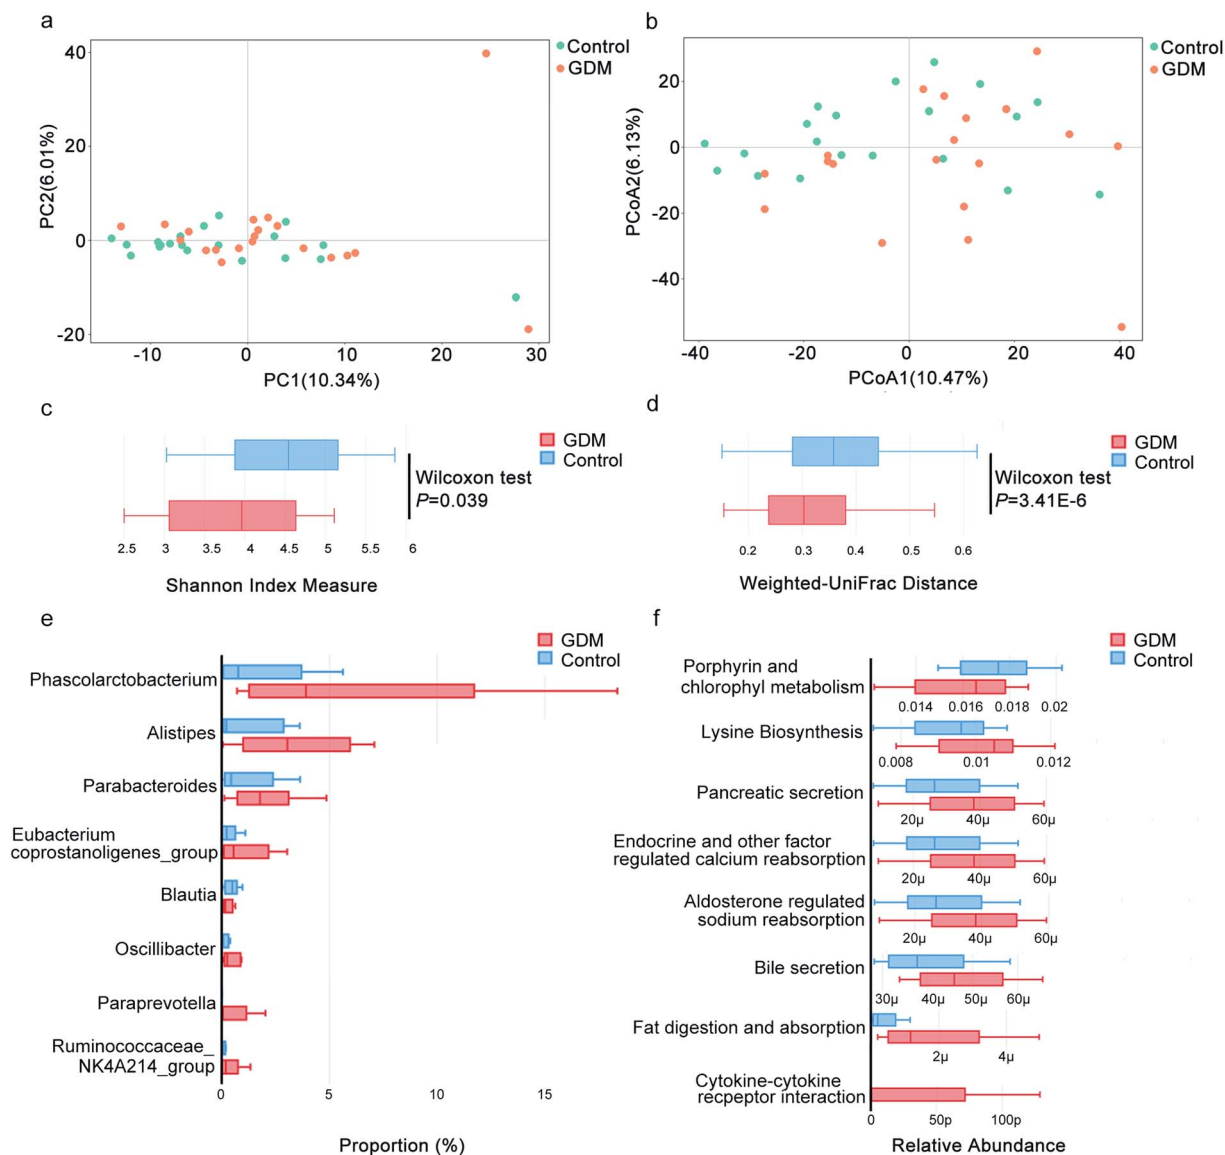 a
40
20
0
-20
PC2(6.01%)
-10
0
10
20
30
PC1(10.34%)
Control
GDM
b
20
0
-20
-40
PCoA2(6.13%)
-40
-20
0
20
40
PCoA1(10.47%)
Control
GDM
c
GDM
Control
Wilcoxon test
P=0.039
2.5 3 3.5 4 4.5 5 5.5 6
Shannon Index Measure
d
GDM
Control
Wilcoxon test
P=3.41E-6
0.2 0.3 0.4 0.5 0.6
Weighted-UniFrac Distance
e
GDM
Control
Phascolarctobacterium
Alistipes
Parabacteroides
Eubacterium
coprostanoligenes_group
Blautia
Oscillibacter
Paraprevotella
Ruminococcaceae_
NK4A214_group
0 5 10 15
Proportion (%)
f
GDM
Control
Porphyrin and
chlorophyl metabolism
0.014 0.016 0.018 0.02
Lysine Biosynthesis
0.008 0.01 0.012
Pancreatic secretion
20μ 40μ 60μ
Endocrine and other factor
regulated calcium reabsorption
20μ 40μ 60μ
Aldosterone regulated
sodium reabsorption
20μ 40μ 60μ
Bile secretion
30μ 40μ 50μ 60μ
Fat digestion and absorption
2μ 4μ
Cytokine-cytokine
recpeptor interaction
0 50p 100p
Relative Abundance